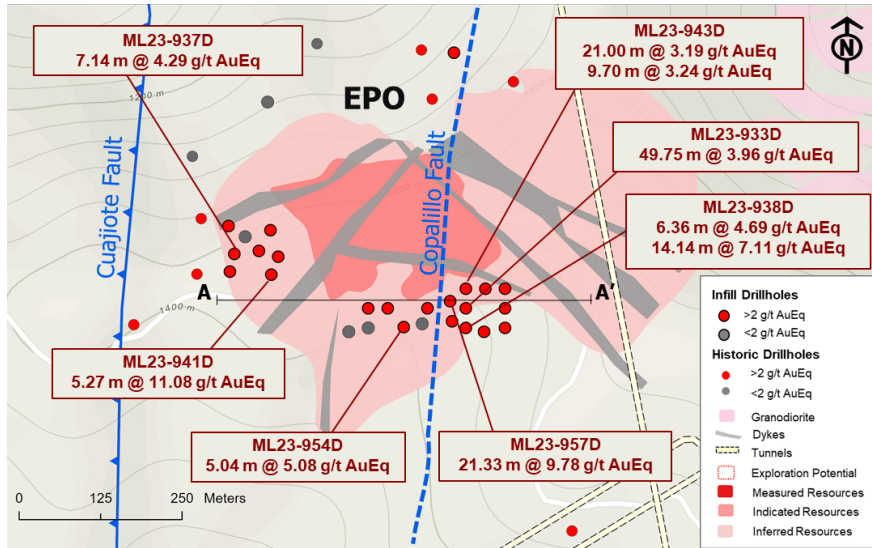 ML23-937D
7.14 m @ 4.29 g/t AuEq
ML23-943D
21.00 m @ 3.19 g/t AuEq
9.70 m @ 3.24 g/t AuEq
N
EPO
1200 m
ML23-933D
49.75 m @ 3.96 g/t AuEq
ML23-938D
6.36 m @ 4.69 g/t AuEq
14.14 m @ 7.11 g/t AuEq
Cuajiote Fault
Copalillo Fault
A
A'
1400 m
ML23-941D
5.27 m @ 11.08 g/t AuEq
ML23-954D
5.04 m @ 5.08 g/t AuEq
ML23-957D
21.33 m @ 9.78 g/t AuEq
0 125 250 Meters
Infill Drillholes
>2 g/t AuEq
<2 g/t AuEq
Historic Drillholes
>2 g/t AuEq
<2 g/t AuEq
Granodiorite
Dykes
Tunnels
Exploration Potential
Measured Resources
Indicated Resources
Inferred Resources